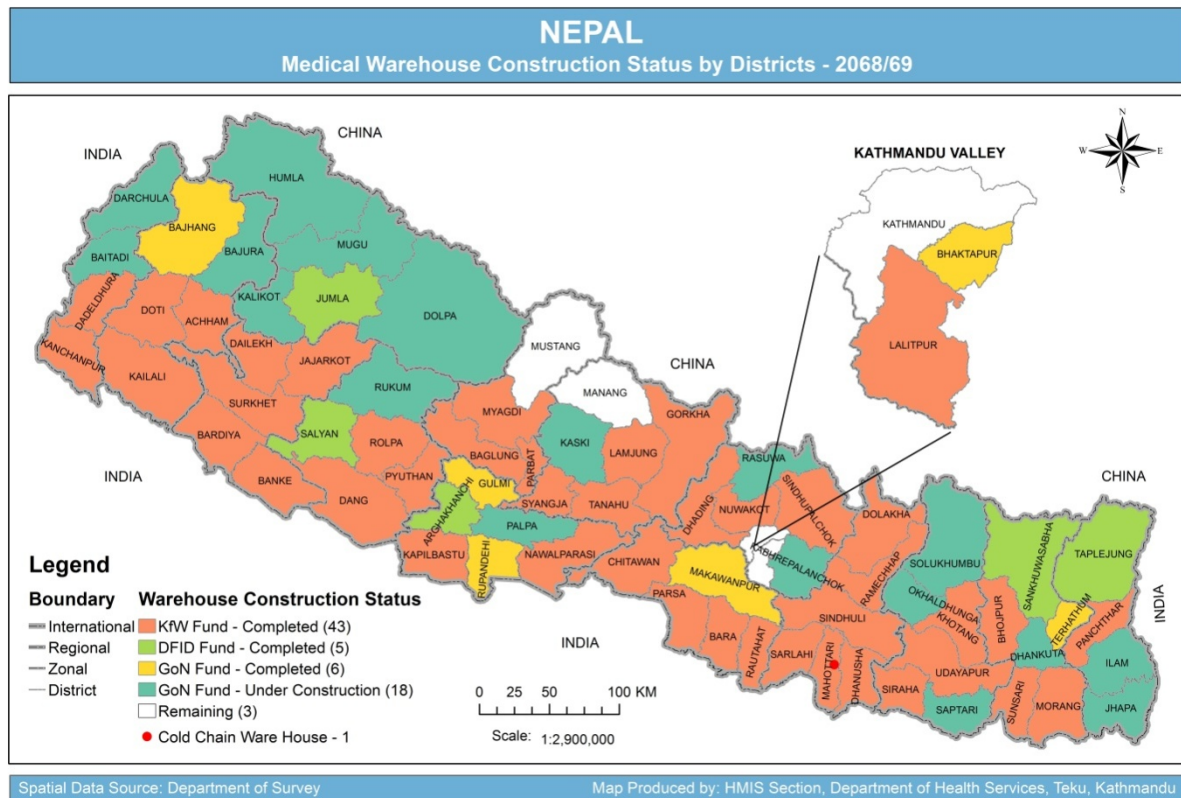 NEPAL
Medical Warehouse Construction Status by Districts - 2068/69
CHINA
INDIA
HUMLA
DARCHULA
BAJHANG
MUGU
BAJURA
BAITADI
KALIKOT
JUMLA
DADELDHURA
DOTI
ACHHAM
DOLPA
DAILEKH
JAJARKOT
KANCHANPUR
KAILALI
RUKUM
SURKHET
MUSTANG
MANANG
CHINA
SALYAN
ROLPA
BARDIYA
MYAGDI
GORKHA
KASKI
LAMJUNG
BAGLUNG
PARBAT
INDIA
BANKE
DANG
PYUTHAN
GULMI
ARGHAKHANCHI
SYANGJA
TANAHU
PALPA
KAPILBASTU
RUPANDEHI
NAWALPARASI
CHITAWAN
DHADING
NUWAKOT
RASUWA
SINDHUPALCHOK
DOLAKHA
KABHREPALANCHOK
RAMECHHAP
MAKAWANPUR
PARSA
BARA
RAUTAHAT
SARLAHI
MAHOTTARI
DHANUSHA
SINDHULI
SIRAHA
SAPTARI
UDAYAPUR
OKHALDHUNGA
KHOTANG
SOLUKHUMBU
BHOJPUR
SANKHUWASABHA
TAPLEJUNG
TERHATHUM
PANCHTHAR
DHANKUTA
ILAM
SUNSARI
MORANG
JHAPA
CHINA
INDIA
INDIA
KATHMANDU VALLEY
KATHMANDU
BHAKTAPUR
LALITPUR
N
W
E
S
Legend
Boundary
International
Regional
Zonal
District
Warehouse Construction Status
KfW Fund - Completed (43)
DFID Fund - Completed (5)
GoN Fund - Completed (6)
GoN Fund - Under Construction (18)
Remaining (3)
Cold Chain Ware House - 1
0 25 50 100 KM
Scale: 1:2,900,000
Spatial Data Source: Department of Survey
Map Produced by: HMIS Section, Department of Health Services, Teku, Kathmandu